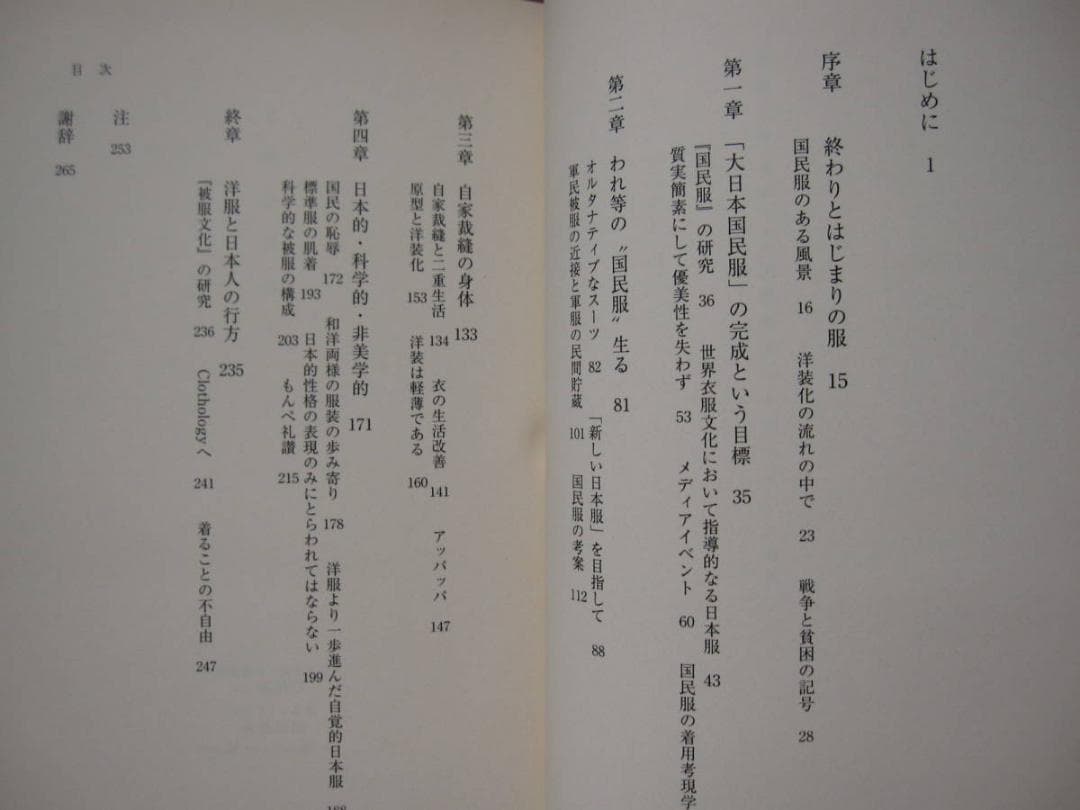 はじめに 1
序章 終わりとはじまりの服 15
国民服のある風景 16 洋装化の流れの中で 23 戦争と貧困の記号 28
第一章 「大日本国民服」の完成という目標 35
『国民服』の研究 36 世界衣服文化において指導的なる日本服 43
質実簡素にして優美性を失わず 53 メディアイベント 60 国民服の着用考現学
第二章 われ等の〝国民服〟生る 81
オルタナティブなスーツ 82 「新しい日本服」を目指して 88
軍民被服の近接と軍服の民間貯蔵 101 国民服の考案 112
第三章 自家裁縫の身体 133
自家裁縫と二重生活 134 衣の生活改善 141 アッパッパ 147
原型と洋装化 153 洋装は軽薄である 160
第四章 日本的・科学的・非美学的 171
国民の恥辱 172 和洋両様の服装の歩み寄り 178 洋服より一歩進んだ自覚的日本服 188
標準服の肌着 193 日本的性格の表現のみにとらわれてはならない 199
科学的な被服の構成 203 もんぺ礼讃 215
終章 洋服と日本人の行方 235
『被服文化』の研究 236 Clothologyへ 241 着ることの不自由 247
注 253
謝辞 265
目 次